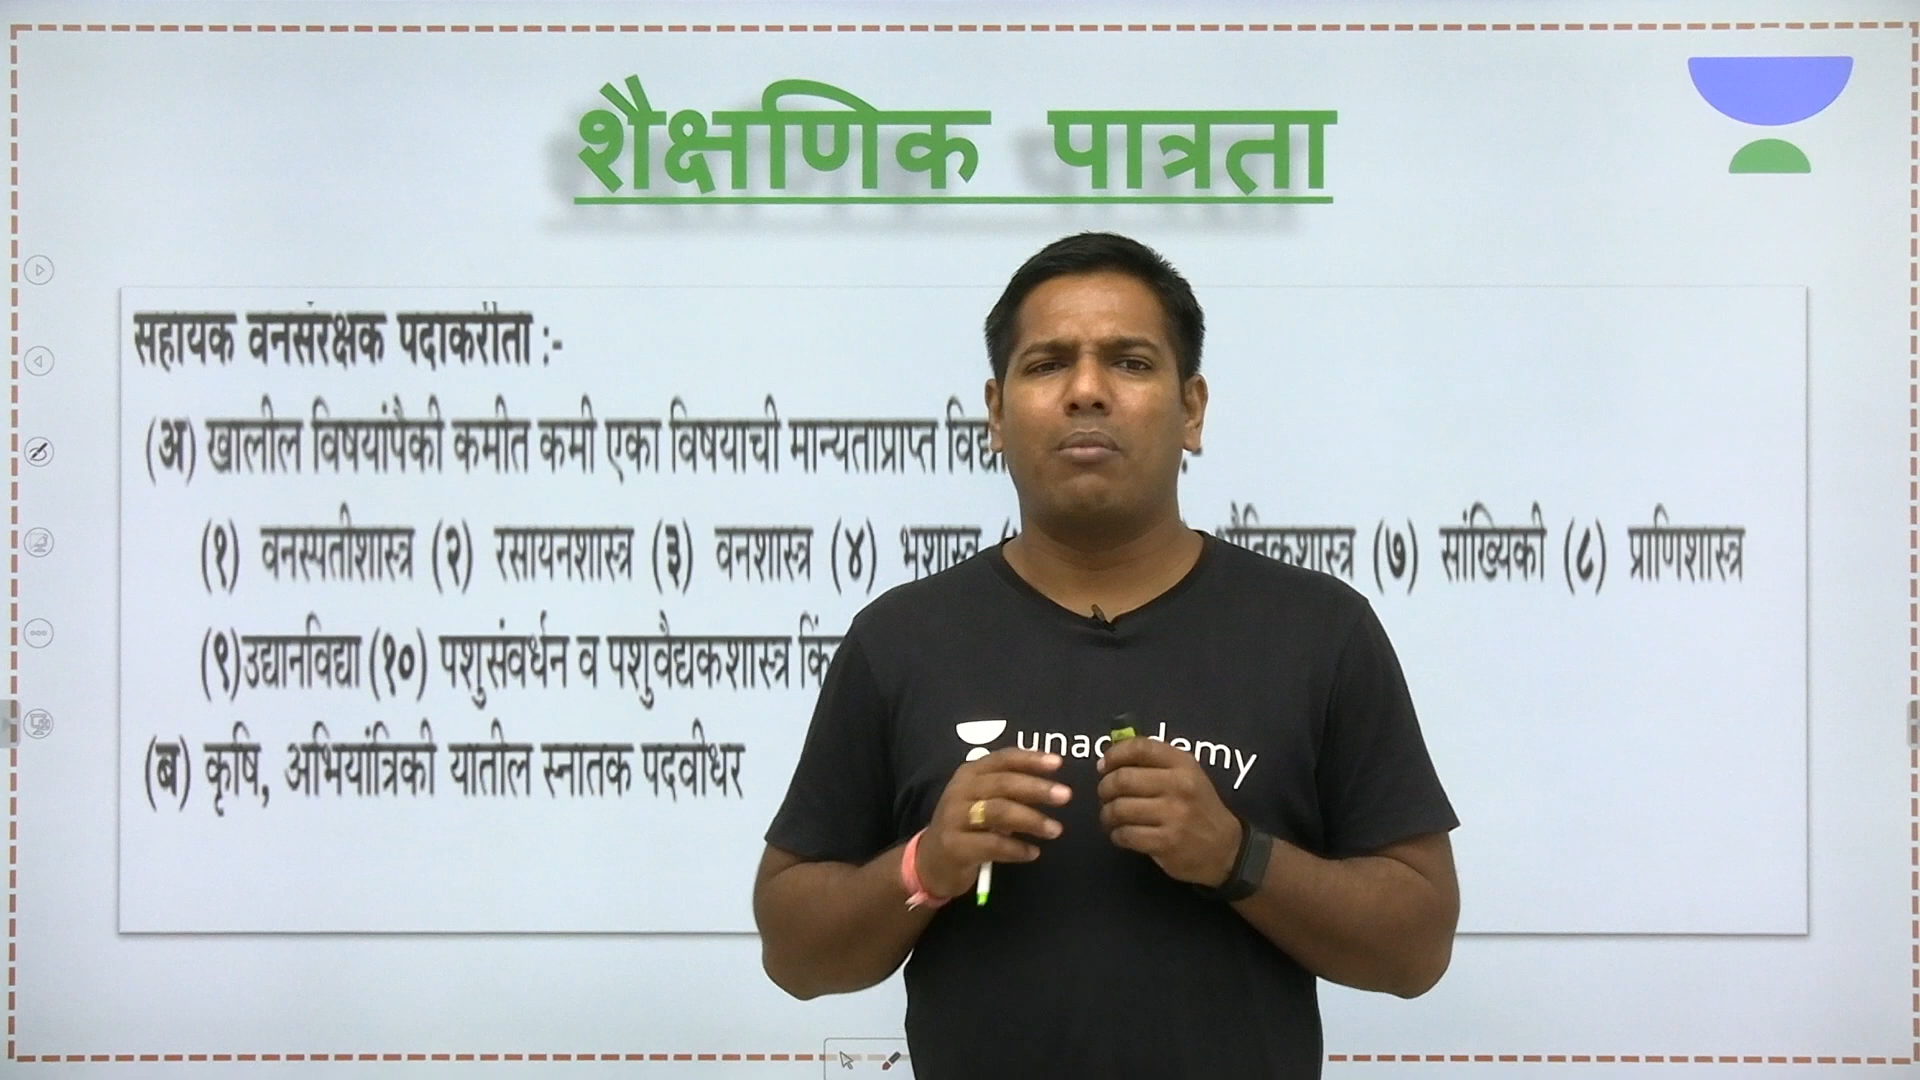 शैक्षणिक पात्रता
सहायक वनसंरक्षक पदाकरीता :-
(अ) खालील विषयांपैकी कमीत कमी एका विषयाची मान्यताप्राप्त
(१) वनस्पतीशास्त्र (२) रसायनशास्त्र (३) वनशास्त्र (४) भूशास्त्र भौतिकशास्त्र (७) सांख्यिकी (८) प्राणिशास्त्र
(९)उद्यानविद्या (१०) पशुसंवर्धन व पशुवैद्यकशास्त्र
(ब) कृषि, अभियांत्रिकी यातील स्नातक पदवीधर
unacademy